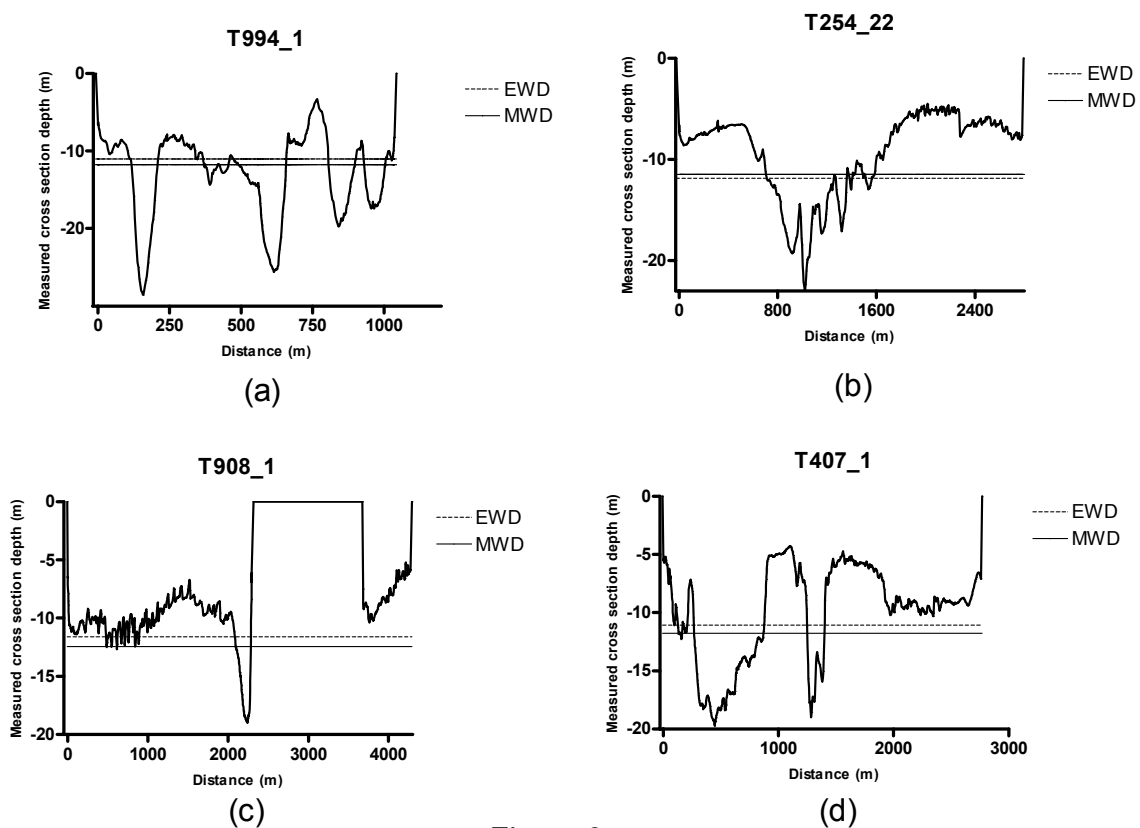 T994_1
0
-10
-20
0 250 500 750 1000
Measured cross section depth (m)
Distance (m)
EWD
MWD
(a)
T254_22
0
-10
-20
0 800 1600 2400
Measured cross section depth (m)
Distance (m)
EWD
MWD
(b)
T908_1
0
-5
-10
-15
-20
0 1000 2000 3000 4000
Measured cross section depth (m)
Distance (m)
EWD
MWD
(c)
T407_1
0
-5
-10
-15
-20
0 1000 2000 3000
Measured cross section depth (m)
Distance (m)
EWD
MWD
(d)